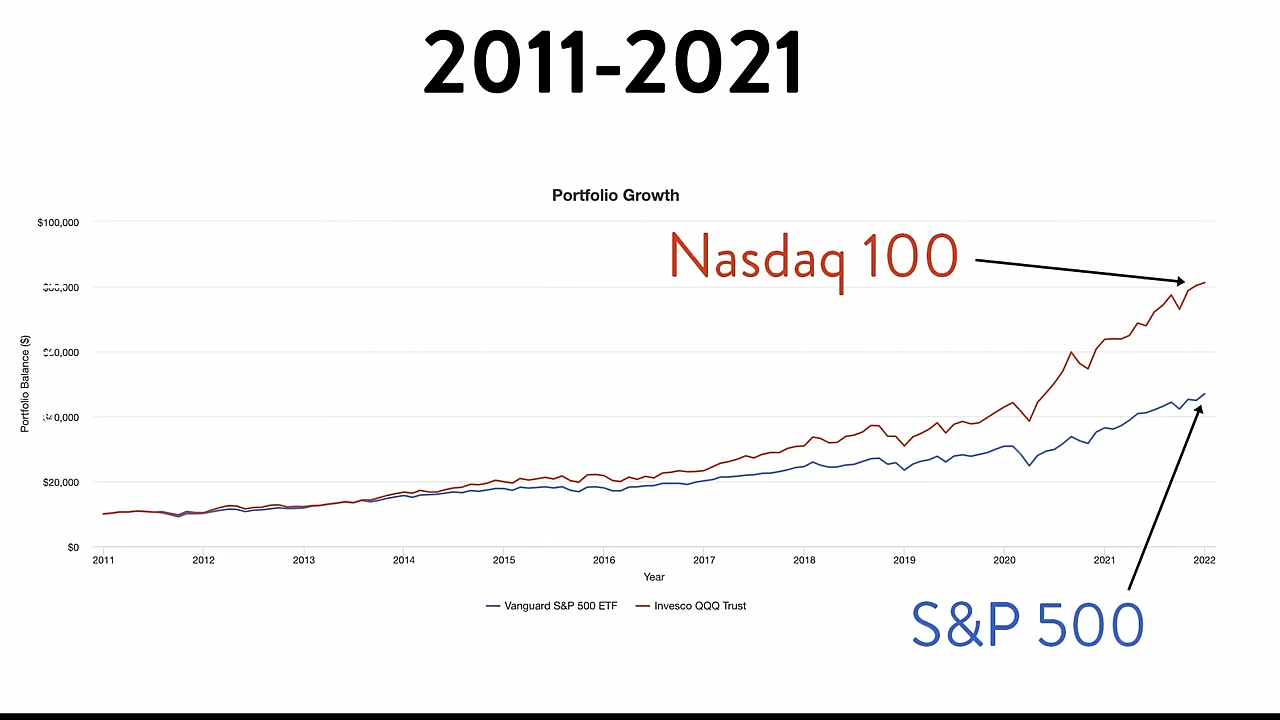 2011-2021
Portfolio Growth
$100,000
Nasdaq 100
Portfolio Balance ($)
$20,000
$0
2011 2012 2013 2014 2015 2016 2017 2018 2019 2020 2021 2022
Year
Vanguard S&P 500 ETF Invesco QQQ Trust
S&P 500